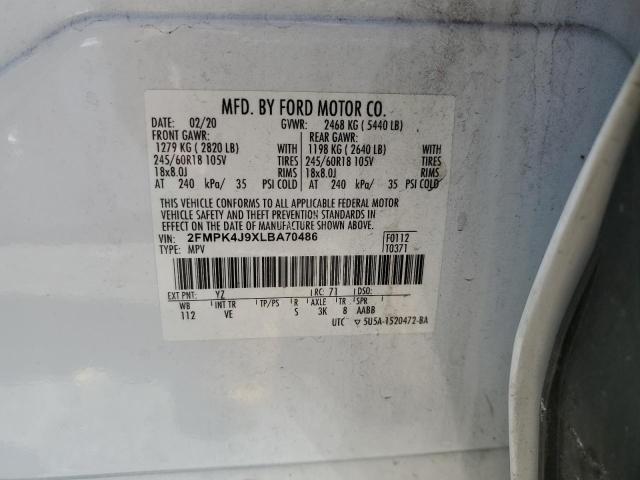 MFD. BY FORD MOTOR CO.
DATE: 02/20 GVWR: 2468 KG ( 5440 LB)
FRONT GAWR: REAR GAWR:
1279 KG ( 2820 LB) WITH 1198 KG ( 2640 LB) WITH
245/60R18 105V TIRES 245/60R18 105V TIRES
18x8.0J RIMS 18x8.0J RIMS
AT 240 kPa/ 35 PSI COLD AT 240 kPa/ 35 PSI COLD
THIS VEHICLE CONFORMS TO ALL APPLICABLE FEDERAL MOTOR
VEHICLE SAFETY AND THEFT PREVENTION STANDARDS IN
EFFECT ON THE DATE OF MANUFACTURE SHOWN ABOVE.
VIN: 2FMPK4J9XLBA70486 F0112
TYPE: MPV T0371
EXT PNT: YZ RC: 71 DSO:
WB INT TR TP/PS R AXLE TR SPR
112 VE S 3K 8 AABB
UTC ▽ 5U5A-1520472-BA